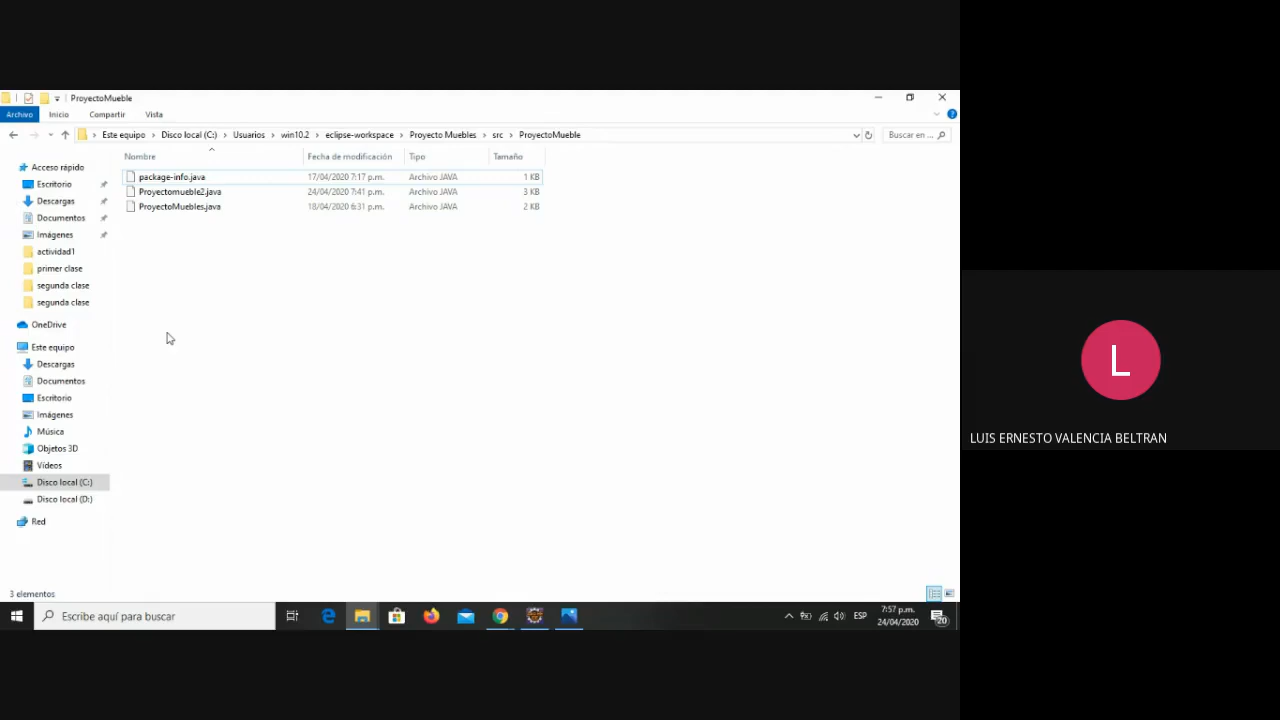 ProyectoMueble
Archivo Inicio Compartir Vista
Este equipo > Disco local (C:) > Usuarios > win10.2 > eclipse-workspace > Proyecto Muebles > src > ProyectoMueble
Buscar en ...
Nombre Fecha de modificación Tipo Tamaño
package-info.java 17/04/2020 7:17 p.m. Archivo JAVA 1 KB
Proyectomueble2.java 24/04/2020 7:41 p.m. Archivo JAVA 3 KB
ProyectoMuebles.java 18/04/2020 6:31 p.m. Archivo JAVA 2 KB
Acceso rápido
Escritorio
Descargas
Documentos
Imágenes
actividad1
primer clase
segunda clase
segunda clase
OneDrive
Este equipo
Descargas
Documentos
Escritorio
Imágenes
Música
Objetos 3D
Vídeos
Disco local (C:)
Disco local (D:)
Red
3 elementos
Escribe aquí para buscar
ESP
7:57 p.m.
24/04/2020
20
L
LUIS ERNESTO VALENCIA BELTRAN